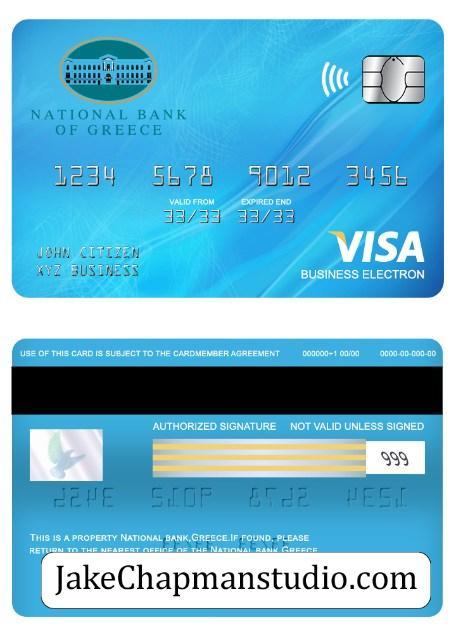 NATIONAL BANK
OF GREECE
1234 5678 9012 3456
VALID FROM EXPIRED END
33/33 33/33
JOHN CITIZEN
XYZ BUSINESS
VISA
BUSINESS ELECTRON
USE OF THIS CARD IS SUBJECT TO THE CARDMEMBER AGREEMENT 000000+1 00/00 0000-00-000-00
AUTHORIZED SIGNATURE NOT VALID UNLESS SIGNED
999
THIS IS A PROPERTY NATIONAL BANK,GREECE.IF FOUND, PLEASE
RETURN TO THE NEAREST OFFICE OF THE NATIONAL BANK GREECE
JakeChapmanstudio.com